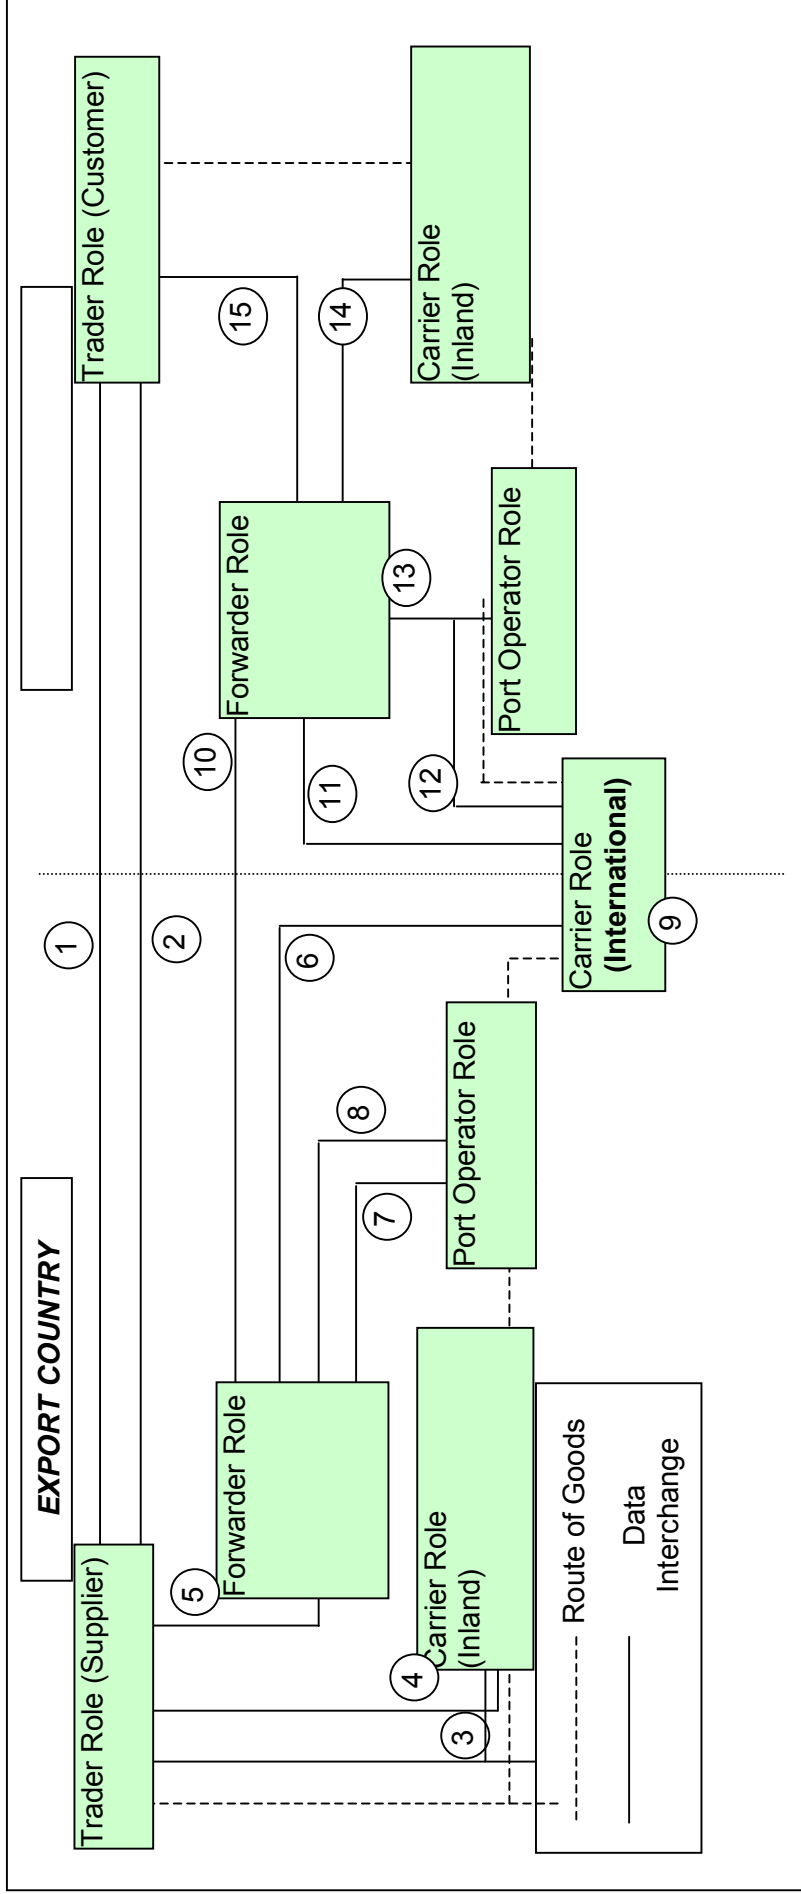 EXPORT COUNTRY
Trader Role (Supplier)
Trader Role (Customer)
1
2
5
Forwarder Role
10
Forwarder Role
15
6
11
14
8
7
12
13
4
Carrier Role
(Inland)
3
Port Operator Role
Port Operator Role
Carrier Role
(Inland)
Carrier Role
(International)
9
Route of Goods
Data
Interchange